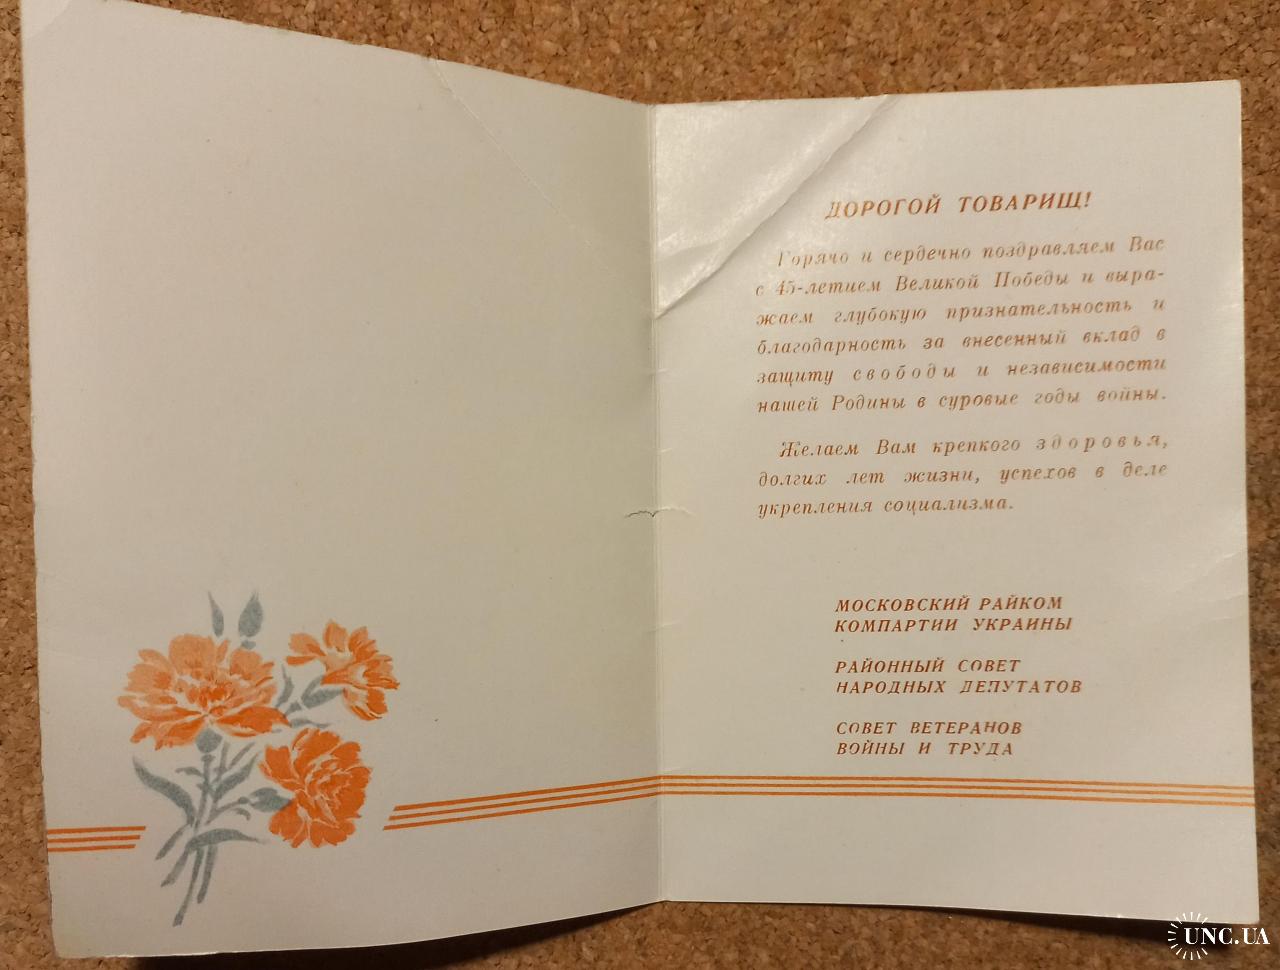 ДОРОГОЙ ТОВАРИЩ!
Горячо и сердечно поздравляем Вас
с 45-летием Великой Победы и выра-
жаем глубокую признательность и
благодарность за внесенный вклад в
защиту свободы и независимости
нашей Родины в суровые годы войны.
Желаем Вам крепкого здоровья,
долгих лет жизни, успехов в деле
укрепления социализма.
МОСКОВСКИЙ РАЙКОМ
КОМПАРТИИ УКРАИНЫ
РАЙОННЫЙ СОВЕТ
НАРОДНЫХ ДЕПУТАТОВ
СОВЕТ ВЕТЕРАНОВ
ВОЙНЫ И ТРУДА
UNC.UA